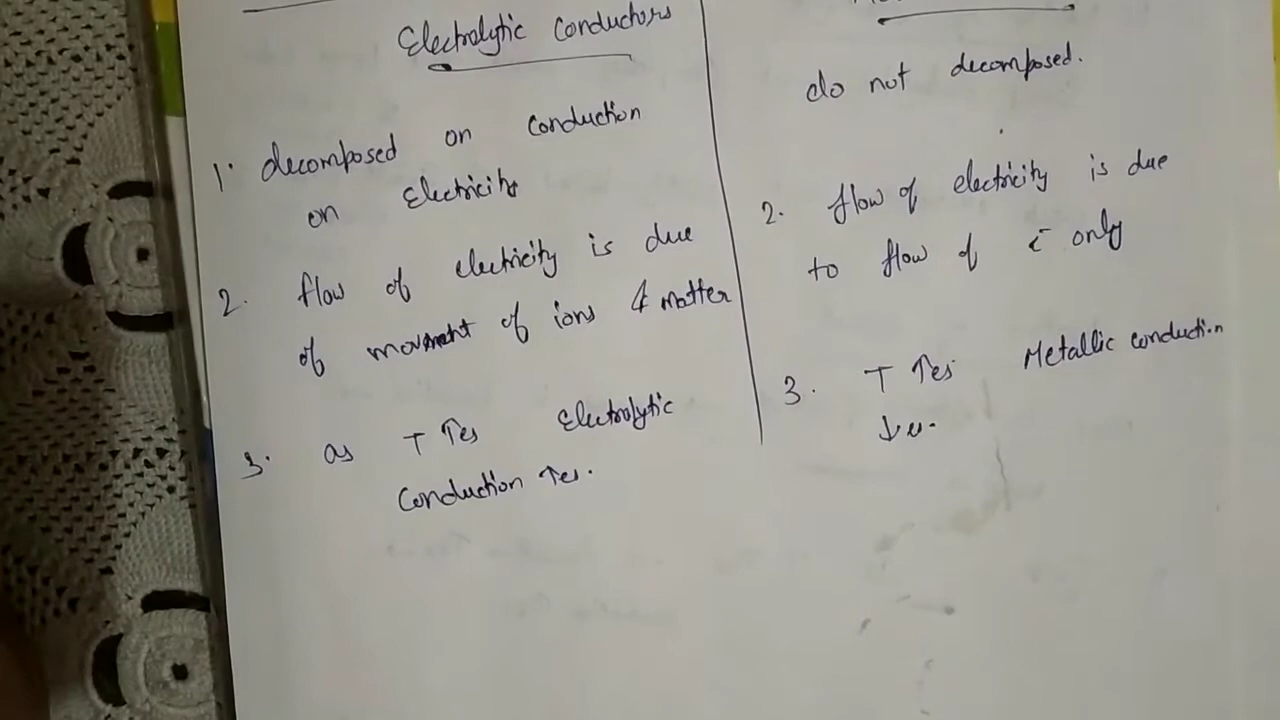 Electrolytic Conductors
1. decomposed on conduction
on Electricity
2. flow of electricity is due
of movement of ions & matter
3. as T ↑es Electrolytic
Conduction ↑es.
do not decomposed.
2. flow of electricity is due
to flow of e⁻ only
3. T ↑es Metallic conduction
↓es.